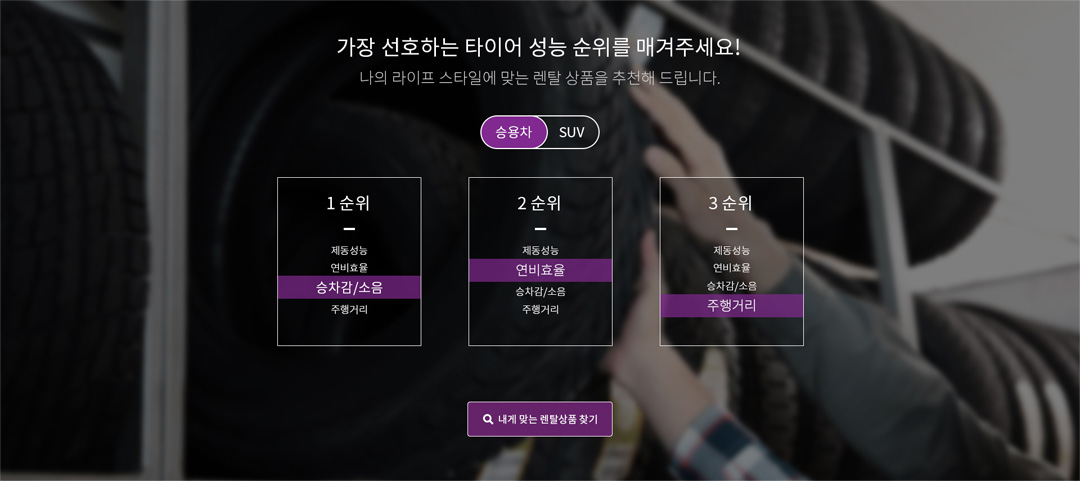 가장 선호하는 타이어 성능 순위를 매겨주세요!
나의 라이프 스타일에 맞는 렌탈 상품을 추천해 드립니다.
승용차 SUV
1 순위
제동성능
연비효율
승차감/소음
주행거리
2 순위
제동성능
연비효율
승차감/소음
주행거리
3 순위
제동성능
연비효율
승차감/소음
주행거리
내게 맞는 렌탈상품 찾기